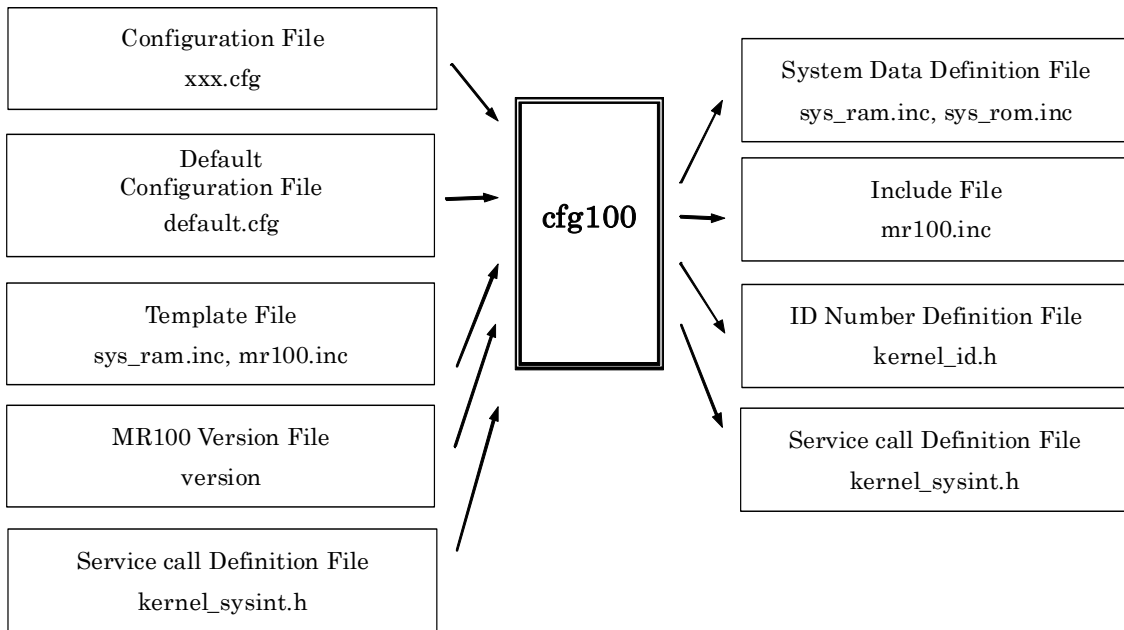 Configuration File
xxx.cfg
Default
Configuration File
default.cfg
Template File
sys_ram.inc, mr100.inc
MR100 Version File
version
Service call Definition File
kernel_sysint.h
cfg100
System Data Definition File
sys_ram.inc, sys_rom.inc
Include File
mr100.inc
ID Number Definition File
kernel_id.h
Service call Definition File
kernel_sysint.h